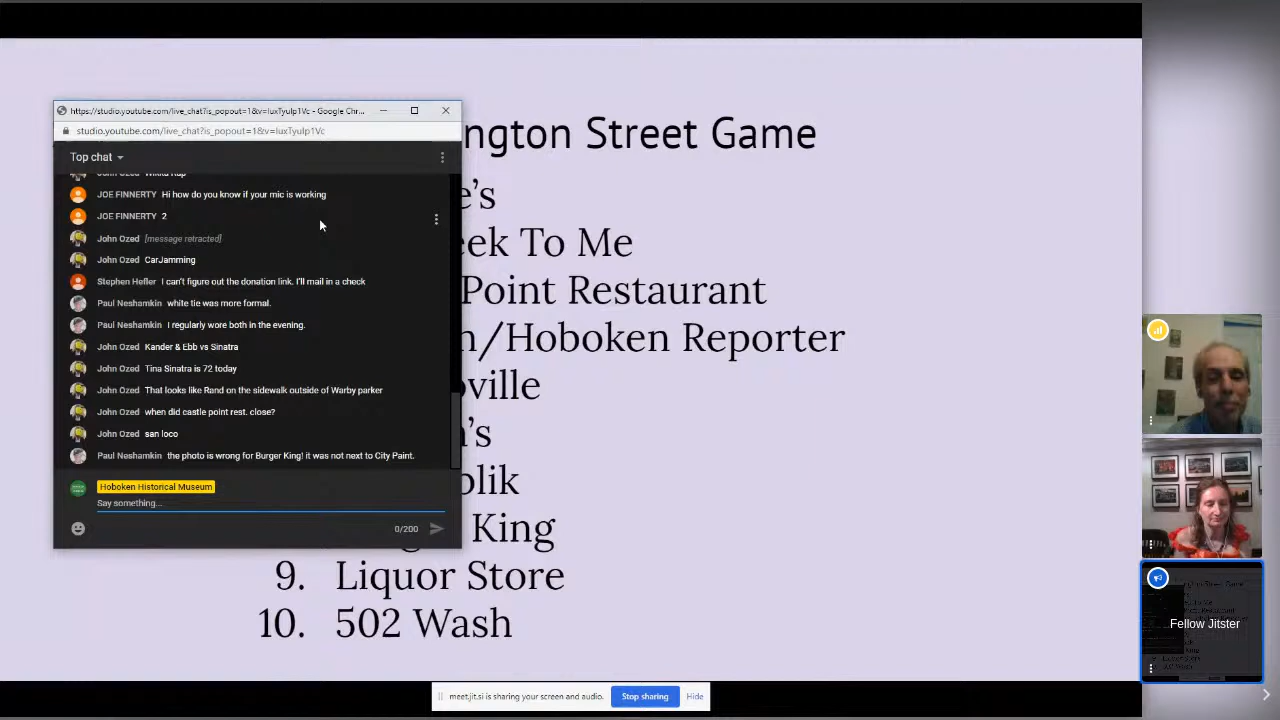 https://studio.youtube.com/live_chat?is_popout=1&v=IuxTyuIp1Vc - Google Chr...
studio.youtube.com/live_chat?is_popout=1&v=IuxTyuIp1Vc
Top chat
John Ozed
JOE FINNERTY Hi how do you know if your mic is working
JOE FINNERTY 2
John Ozed [message retracted]
John Ozed CarJamming
Stephen Hefler I can't figure out the donation link. I'll mail in a check
Paul Neshamkin white tie was more formal.
Paul Neshamkin I regularly wore both in the evening.
John Ozed Kander & Ebb vs Sinatra
John Ozed Tina Sinatra is 72 today
John Ozed That looks like Rand on the sidewalk outside of Warby parker
John Ozed when did castle point rest. close?
John Ozed san loco
Paul Neshamkin the photo is wrong for Burger King! it was not next to City Paint.
Hoboken Historical Museum
Say something...
0/200
ngton Street Game
e's
ek To Me
Point Restaurant
n/Hoboken Reporter
ville
's
blik
King
9. Liquor Store
10. 502 Wash
Fellow Jitster
meet.jit.si is sharing your screen and audio.
Stop sharing
Hide